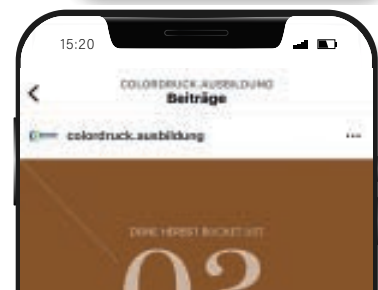 15:20
COLORDRUCK.AUSBILDUNG
Beiträge
colordruck.ausbildung
DEINE HERBST BUCKET LIST
03